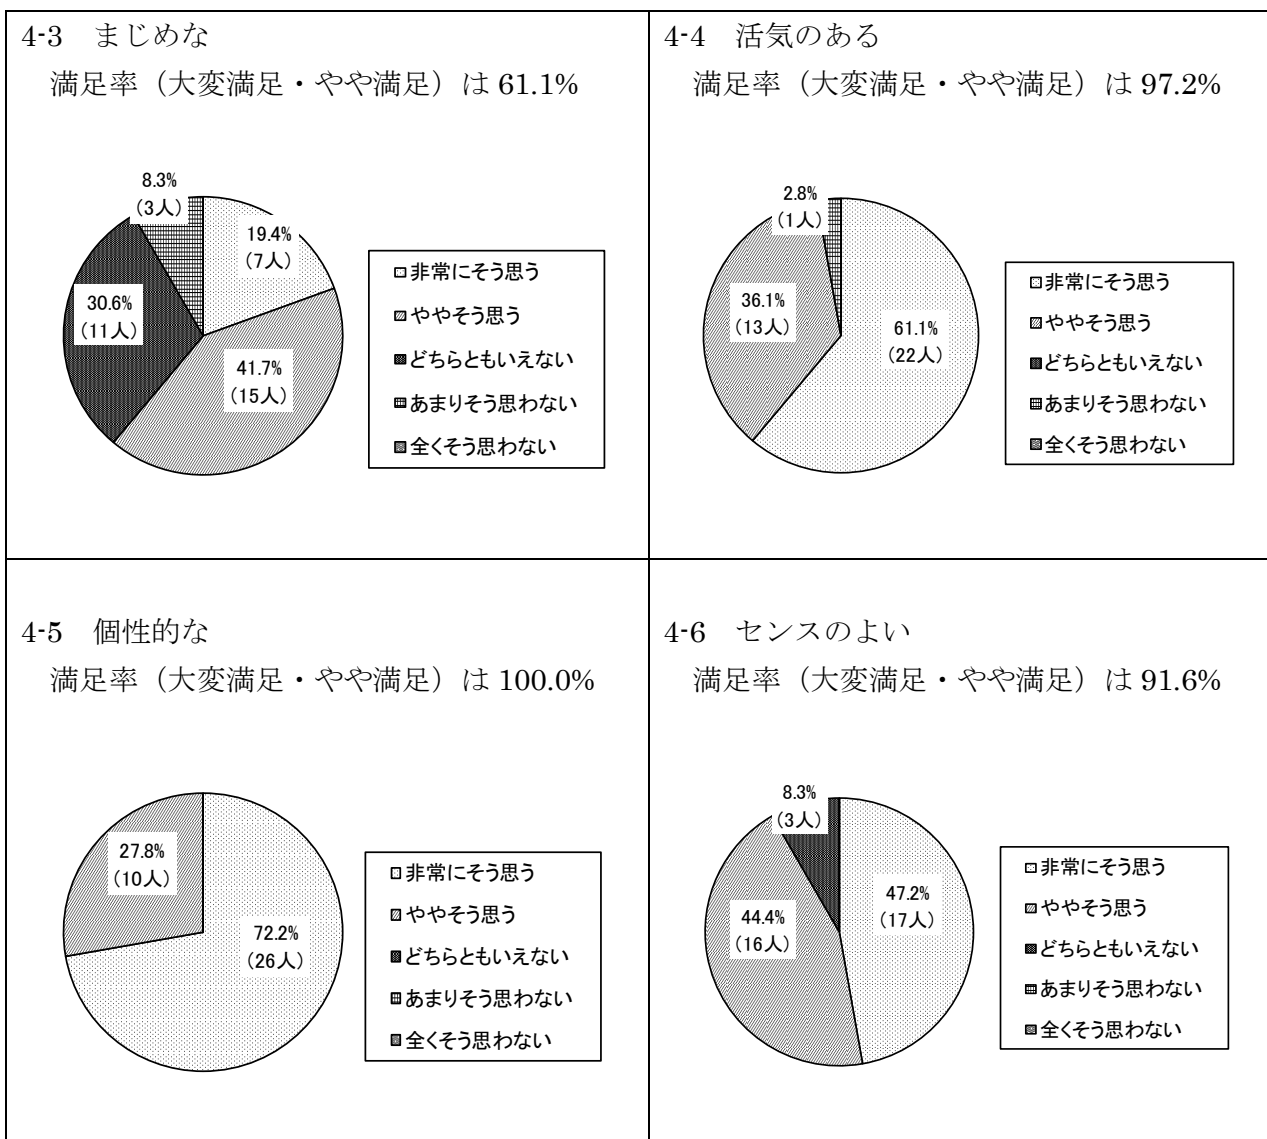 4-3　まじめな
満足率（大変満足・やや満足）は 61.1%
8.3%
（3人）
19.4%
（7人）
30.6%
（11人）
41.7%
（15人）
非常にそう思う
ややそう思う
どちらともいえない
あまりそう思わない
全くそう思わない
4-4　活気のある
満足率（大変満足・やや満足）は 97.2%
2.8%
（1人）
36.1%
（13人）
61.1%
（22人）
非常にそう思う
ややそう思う
どちらともいえない
あまりそう思わない
全くそう思わない
4-5　個性的な
満足率（大変満足・やや満足）は 100.0%
27.8%
（10人）
72.2%
（26人）
非常にそう思う
ややそう思う
どちらともいえない
あまりそう思わない
全くそう思わない
4-6　センスのよい
満足率（大変満足・やや満足）は 91.6%
8.3%
（3人）
47.2%
（17人）
44.4%
（16人）
非常にそう思う
ややそう思う
どちらともいえない
あまりそう思わない
全くそう思わない